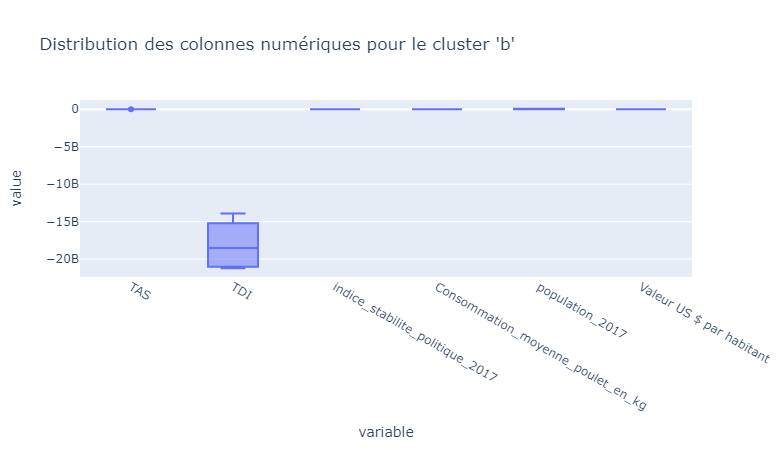 Distribution des colonnes numériques pour le cluster 'b'
value
0
−5B
−10B
−15B
−20B
TAS
TDI
indice_stabilite_politique_2017
Consommation_moyenne_poulet_en_kg
population_2017
Valeur US $ par habitant
variable